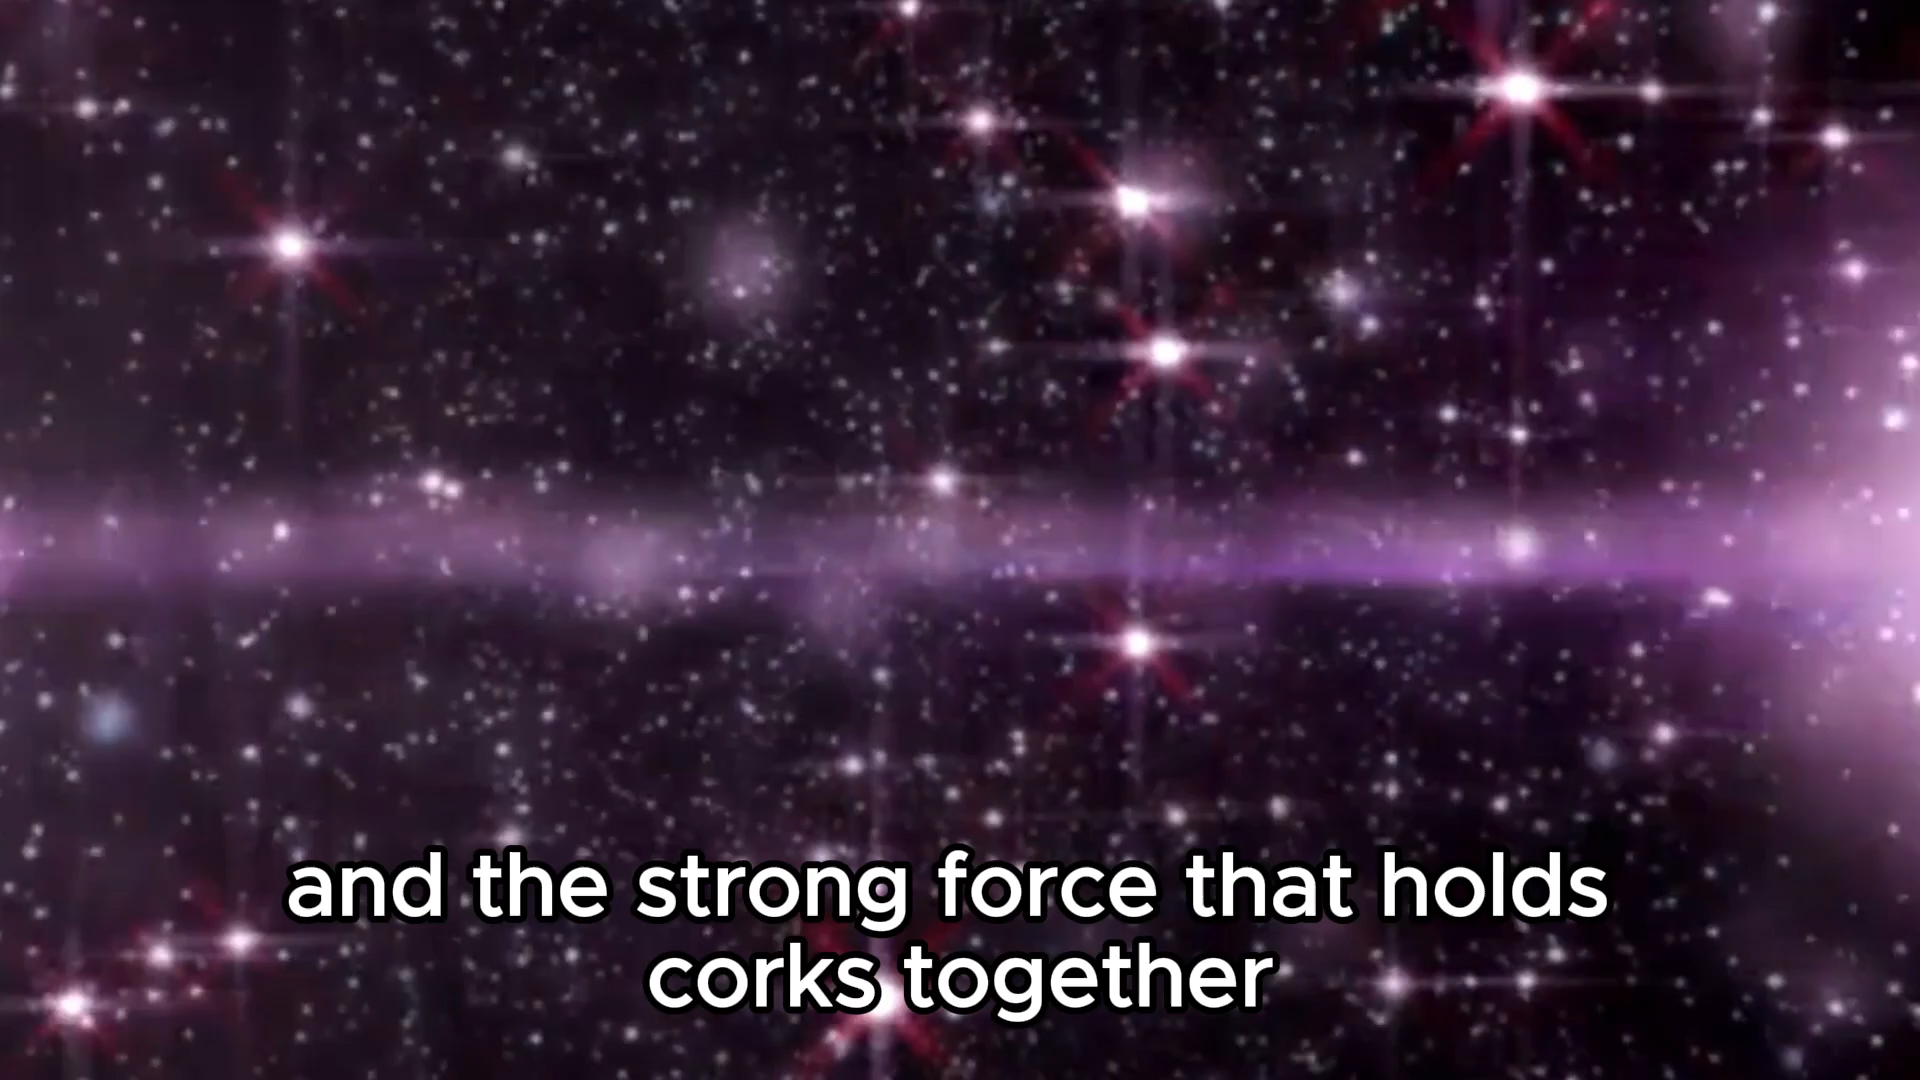 and the strong force that holds
corks together